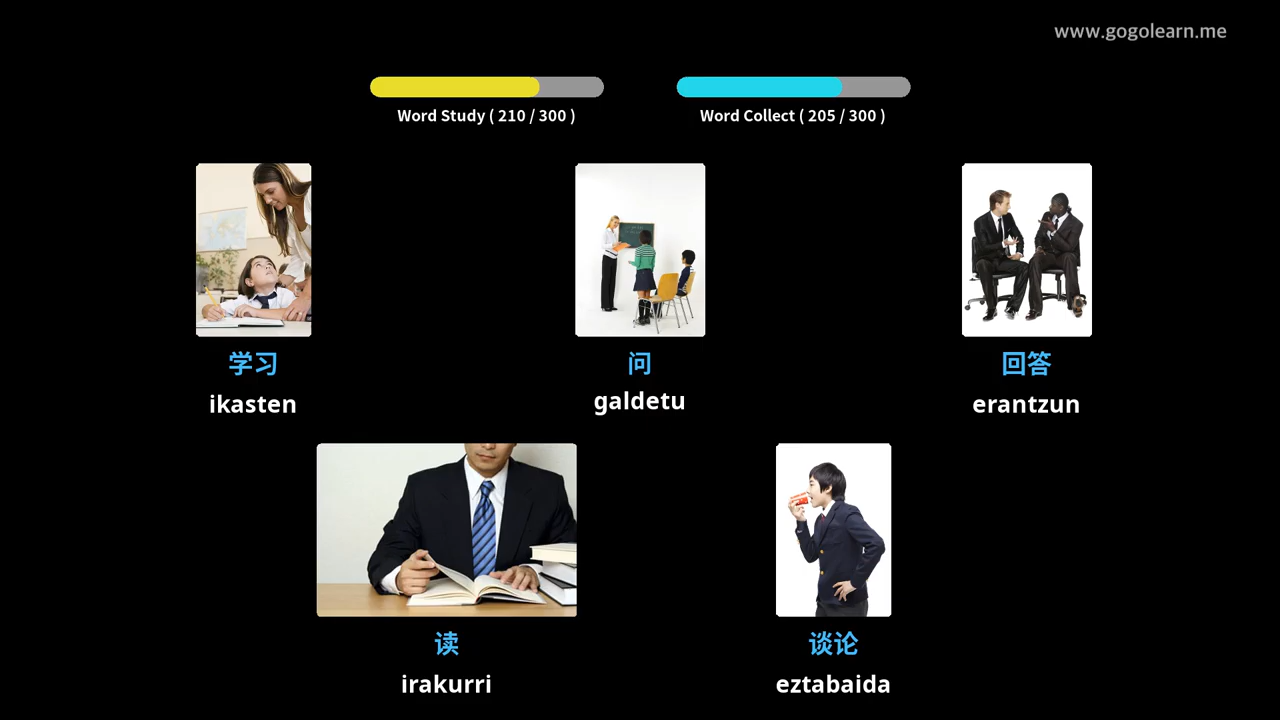 www.gogolearn.me
Word Study ( 210 / 300 )
Word Collect ( 205 / 300 )
学习
问
回答
ikasten
galdetu
erantzun
读
谈论
irakurri
eztabaida